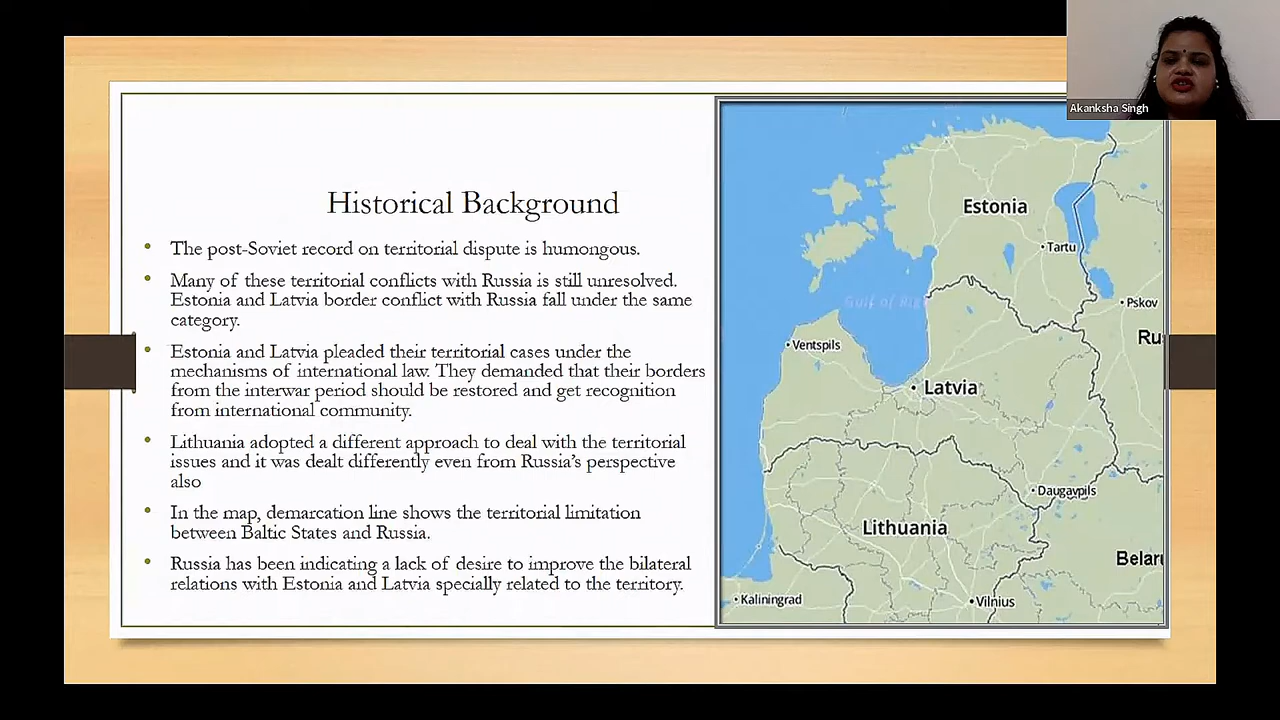 Akanksha Singh
Historical Background
The post-Soviet record on territorial dispute is humongous.
Many of these territorial conflicts with Russia is still unresolved.
Estonia and Latvia border conflict with Russia fall under the same
category.
Estonia and Latvia pleaded their territorial cases under the
mechanisms of international law. They demanded that their borders
from the interwar period should be restored and get recognition
from international community.
Lithuania adopted a different approach to deal with the territorial
issues and it was dealt differently even from Russia's perspective
also
In the map, demarcation line shows the territorial limitation
between Baltic States and Russia.
Russia has been indicating a lack of desire to improve the bilateral
relations with Estonia and Latvia specially related to the territory.
Estonia
Tartu
Gulf of Rig
Pskov
Ru
Ventspils
Latvia
Daugavpils
Lithuania
Belaru
Kaliningrad
Vilnius